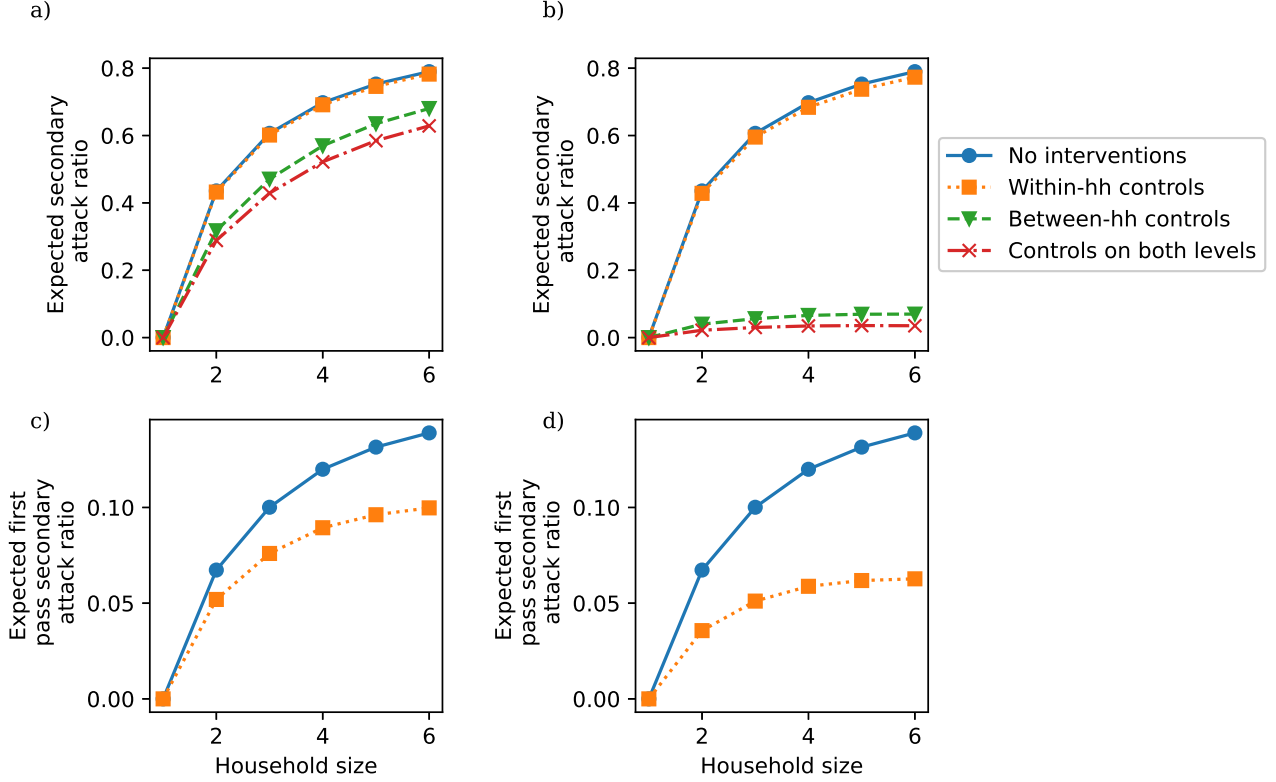 a)
Expected secondary
attack ratio
0.8
0.6
0.4
0.2
0.0
2
4
6
b)
Expected secondary
attack ratio
0.8
0.6
0.4
0.2
0.0
2
4
6
No interventions
Within-hh controls
Between-hh controls
Controls on both levels
c)
Expected first
pass secondary
attack ratio
0.10
0.05
0.00
2
4
6
Household size
d)
Expected first
pass secondary
attack ratio
0.10
0.05
0.00
2
4
6
Household size